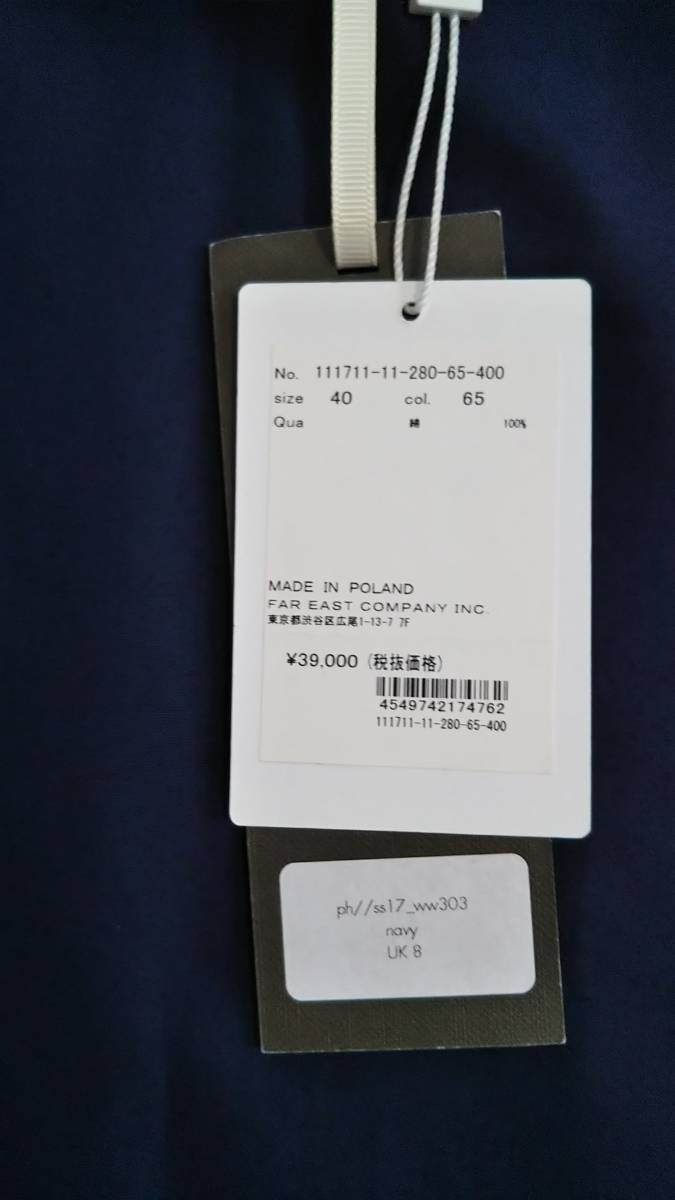 No. 111711-11-280-65-400
size 40 col. 65
Qua 綿 100%
MADE IN POLAND
FAR EAST COMPANY INC.
東京都渋谷区広尾1-13-7 7F
¥39,000 (税抜価格)
4549742174762
111711-11-280-65-400
ph//ss17_ww303
navy
UK 8